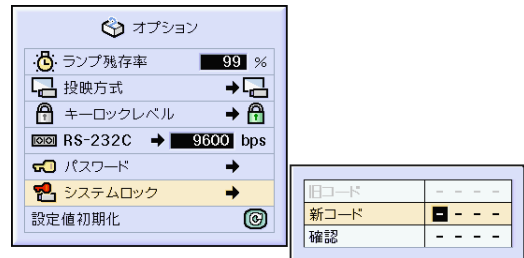 オプション
ランプ残存率 99 %
投映方式
キーロックレベル
RS-232C 9600 bps
パスワード
システムロック
設定値初期化
旧コード - - - -
新コード - - - -
確認 - - - -